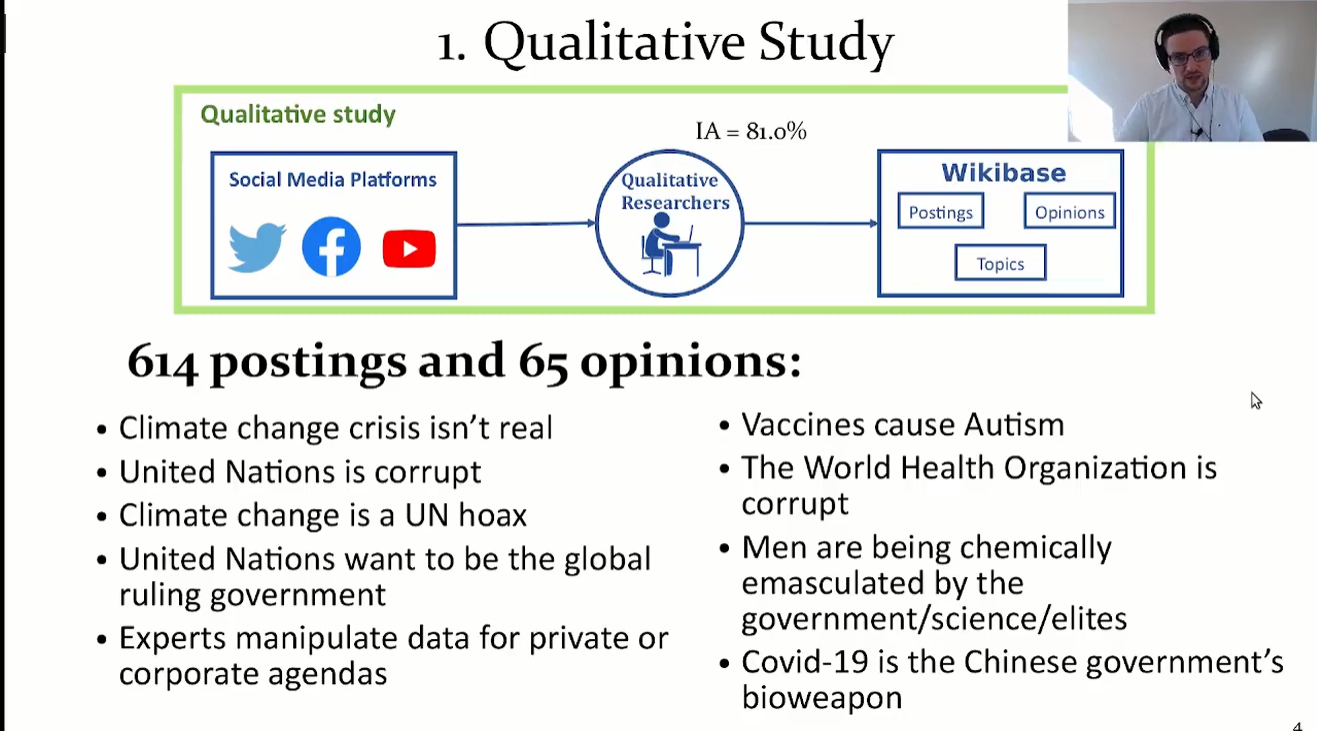 1. Qualitative Study
Qualitative study
IA = 81.0%
Social Media Platforms
Qualitative
Researchers
Wikibase
Postings
Opinions
Topics
614 postings and 65 opinions:
• Climate change crisis isn't real
• United Nations is corrupt
• Climate change is a UN hoax
• United Nations want to be the global
ruling government
• Experts manipulate data for private or
corporate agendas
• Vaccines cause Autism
• The World Health Organization is
corrupt
• Men are being chemically
emasculated by the
government/science/elites
• Covid-19 is the Chinese government's
bioweapon
4